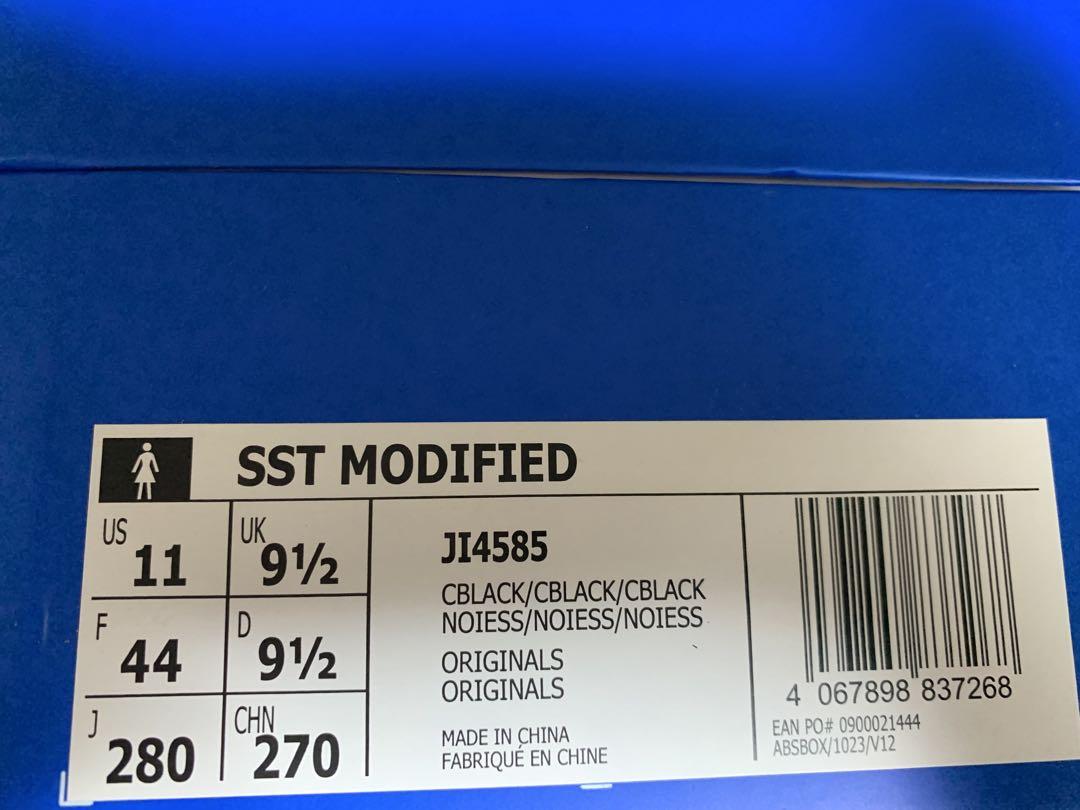 SST MODIFIED
US 11
UK 9½
F 44
D 9½
J 280
CHN 270
JI4585
CBLACK/CBLACK/CBLACK
NOIESS/NOIESS/NOIESS
ORIGINALS
ORIGINALS
MADE IN CHINA
FABRIQUÉ EN CHINE
4 067898 837268
EAN PO# 0900021444
ABSBOX/1023/V12